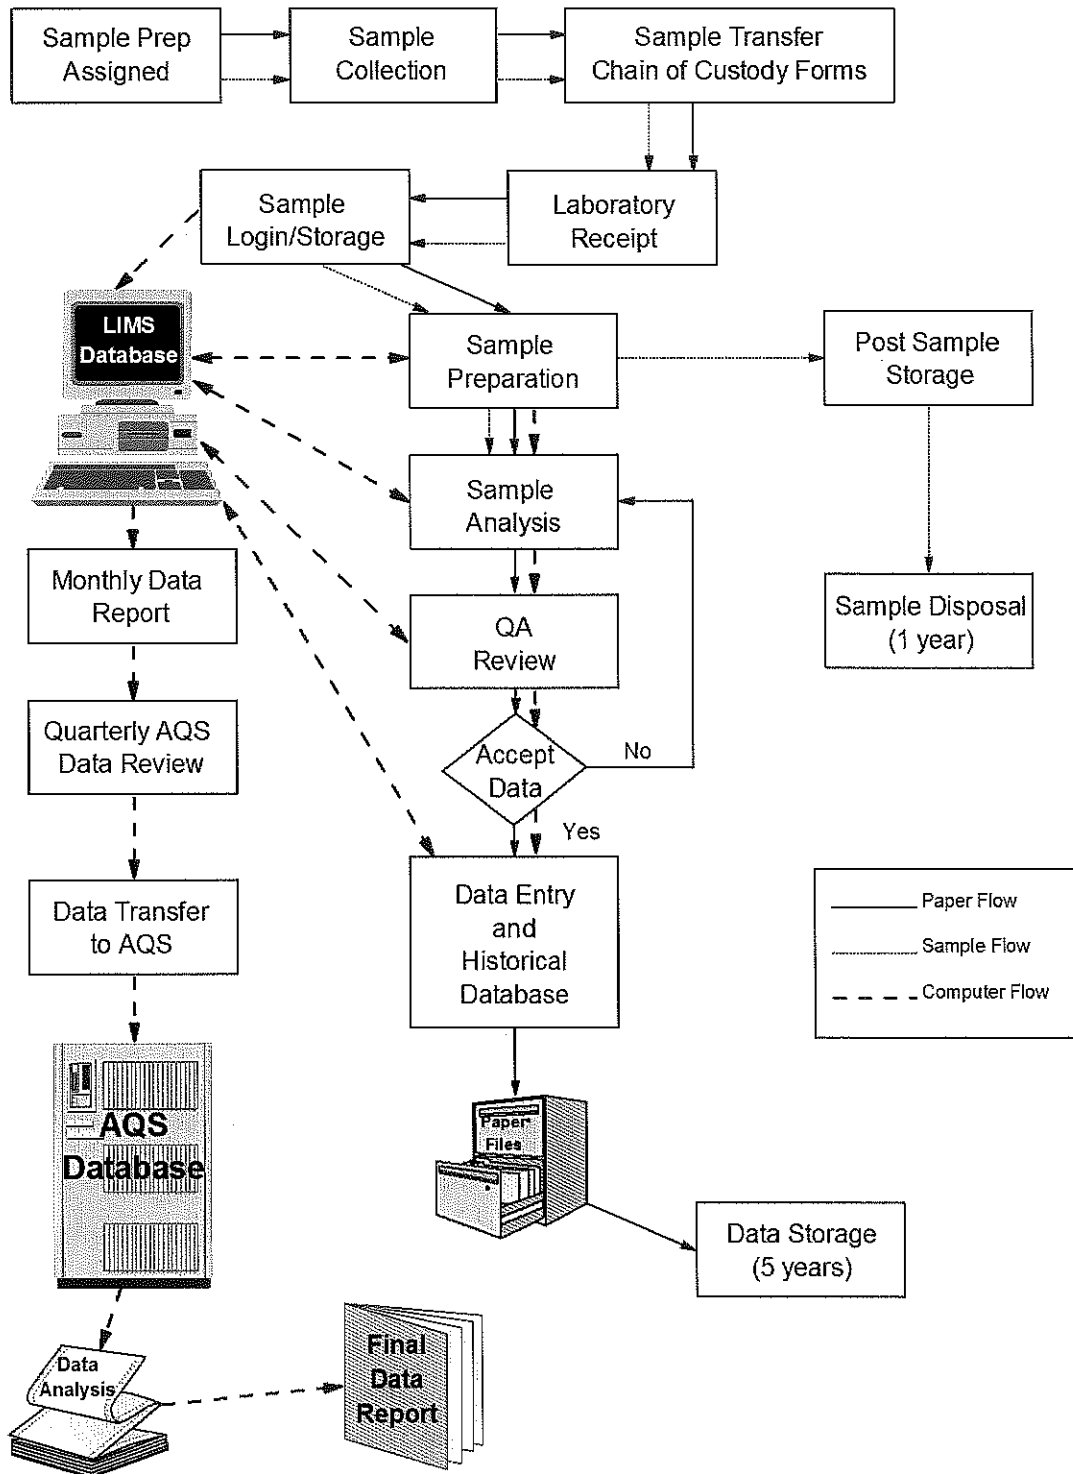 Sample Prep
Assigned
Sample
Collection
Sample Transfer
Chain of Custody Forms
Sample
Login/Storage
Laboratory
Receipt
LIMS
Database
Sample
Preparation
Post Sample
Storage
Sample
Analysis
Monthly Data
Report
Sample Disposal
(1 year)
QA
Review
Quarterly AQS
Data Review
Accept
Data
No
Yes
Data Transfer
to AQS
Data Entry
and
Historical
Database
Paper Flow
Sample Flow
Computer Flow
AQS
Database
Paper
Files
Data Storage
(5 years)
Data
Analysis
Final
Data
Report